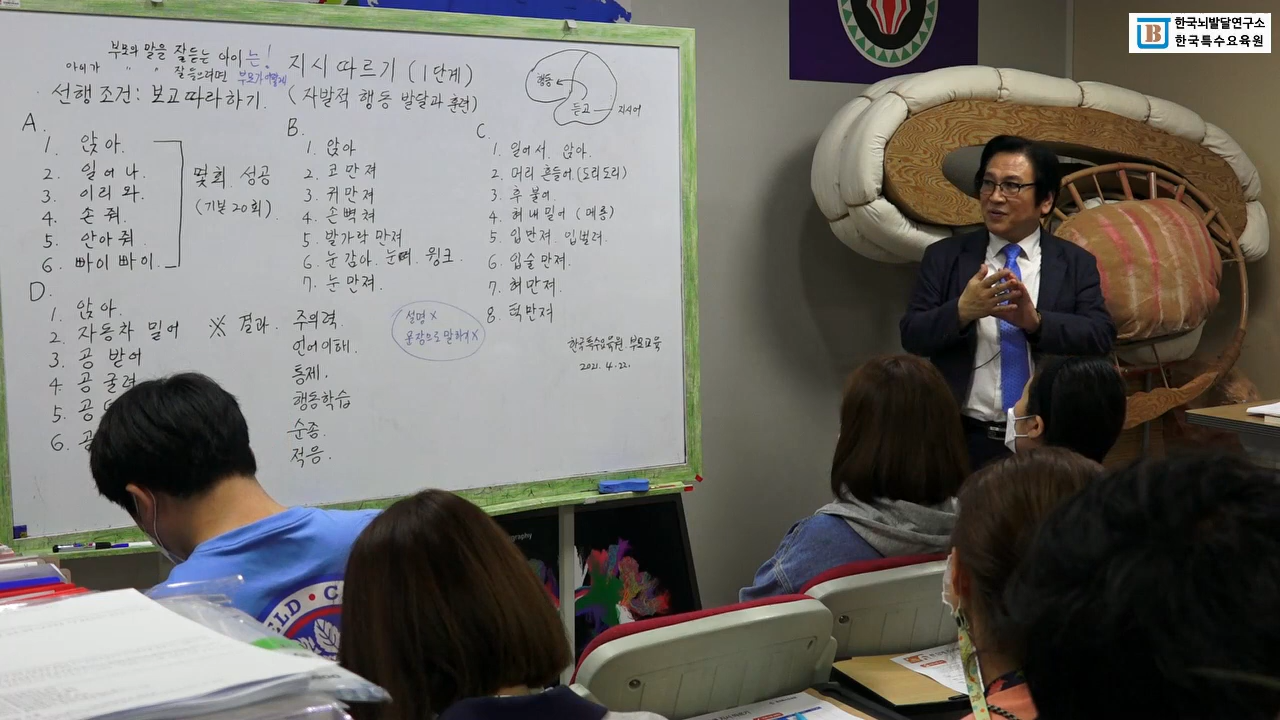 한국뇌발달연구소
한국특수요육원
부모와 말을 잘듣는 아이는!
아이가 " " 잘들으려면 부모가 어떻게
지시따르기 (1단계)
선행 조건: 보고따라하기. (자발적 행동 발달과 훈련)
행동
듣고
지시어
A.
1. 앉아.
2. 일어나.
3. 이리와.
4. 손 줘.
5. 안아줘.
6. 빠이빠이.
몇회 성공
(기본 20회)
B.
1. 앉아
2. 코만져
3. 귀만져
4. 손뼉쳐
5. 발가락 만져
6. 눈감아. 눈떠. 윙크.
7. 눈만져.
C.
1. 일어서. 앉아.
2. 머리 흔들어 (도리도리)
3. 후 불어.
4. 혀 내밀어 (메롱)
5. 입만져. 입벌려.
6. 입술만져.
7. 혀만져.
8. 턱만져
D.
1. 앉아.
2. 자동차 밀어
3. 공 받어
4. 공 굴려
5. 공
6. 공
※ 결과. 주의력.
언어이해.
통제.
행동학습
순종.
적응.
설명 X
문장으로 말하기 X
한국특수요육원 부모교육
2021. 4. 22.